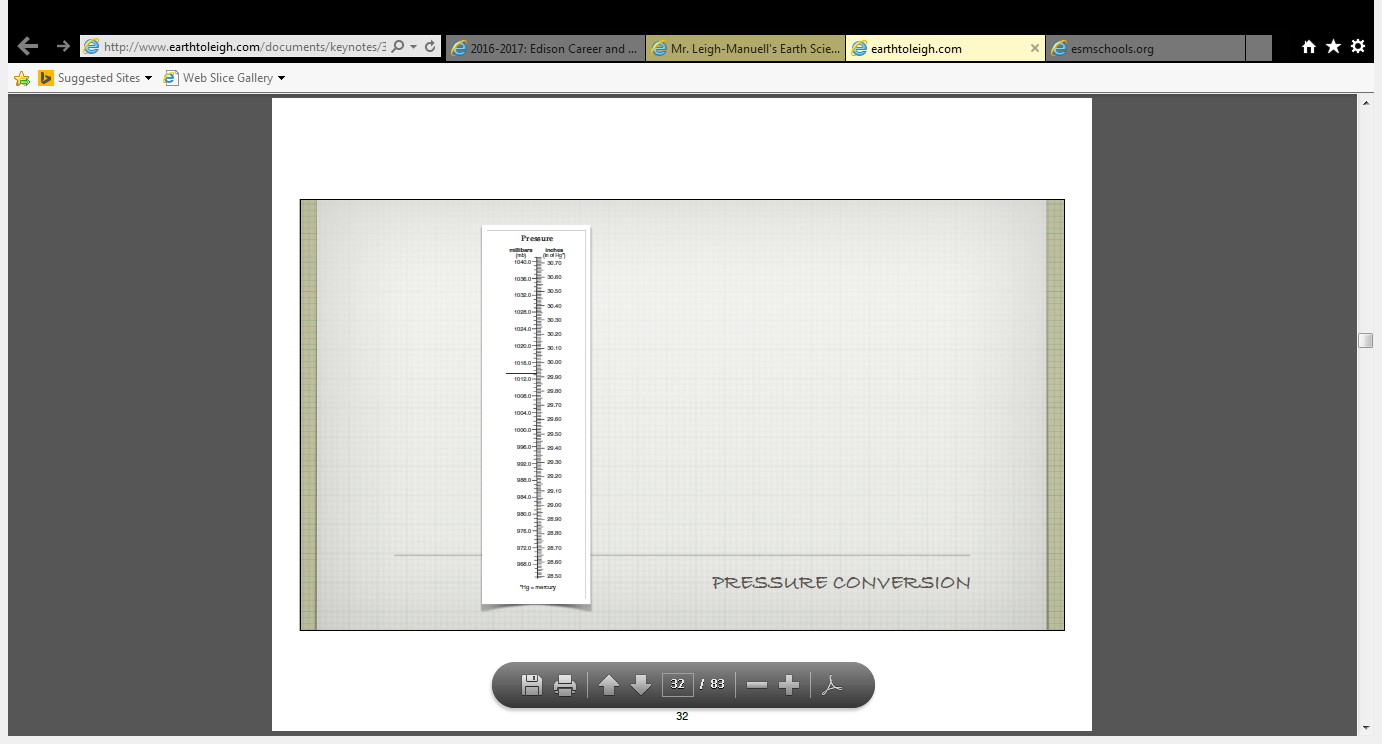 http://www.earthtoleigh.com/documents/keynotes/3
2016-2017: Edison Career and ...
Mr. Leigh-Manuell's Earth Scie...
earthtoleigh.com
esmschools.org
Suggested Sites
Web Slice Gallery
Pressure
millibars inches
(mb) (in of Hg*)
1040.0 30.70
1036.0 30.60
1032.0 30.50
1028.0 30.40
1024.0 30.30
30.20
1020.0 30.10
1016.0 30.00
1012.0 29.90
1008.0 29.80
29.70
1004.0 29.60
1000.0 29.50
996.0 29.40
992.0 29.30
988.0 29.20
984.0 29.10
980.0 29.00
28.90
976.0 28.80
972.0 28.70
968.0 28.60
28.50
*Hg = mercury
PRESSURE CONVERSION
32 / 83
32